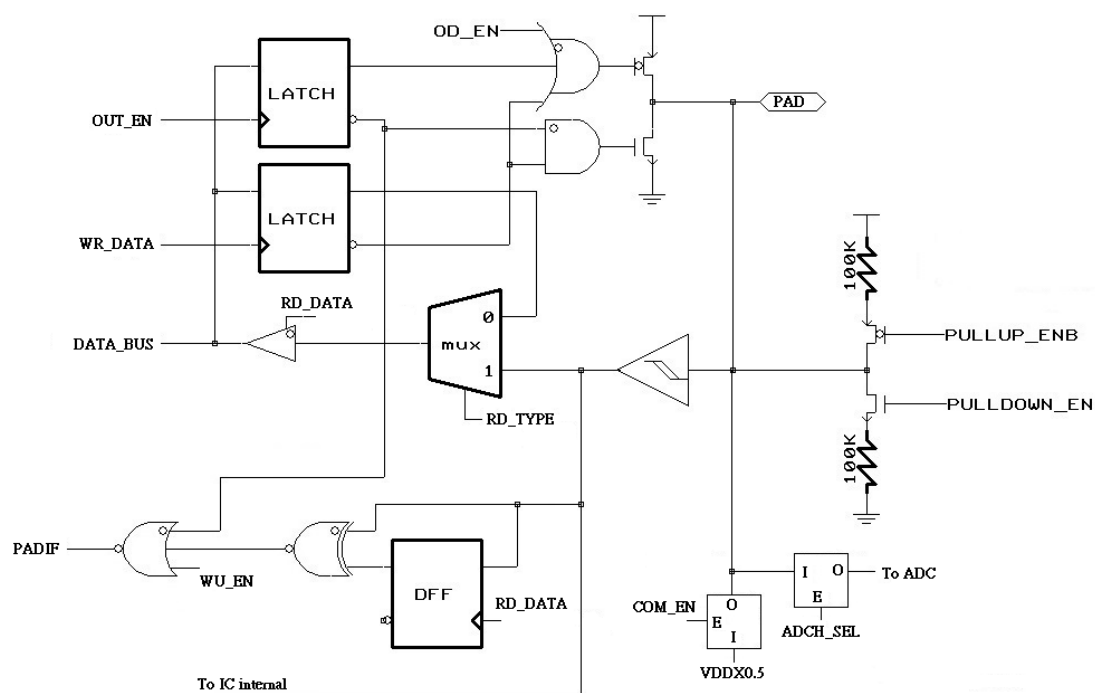 OD_EN
LATCH
PAD
OUT_EN
LATCH
WR_DATA
100K
RD_DATA
0
DATA_BUS
mux
PULLUP_ENB
1
RD_TYPE
PULLDOWN_EN
100K
PADIF
WU_EN
DFF
RD_DATA
I O
To ADC
E
COM_EN
O
E
I
ADCH_SEL
VDDX0.5
To IC internal